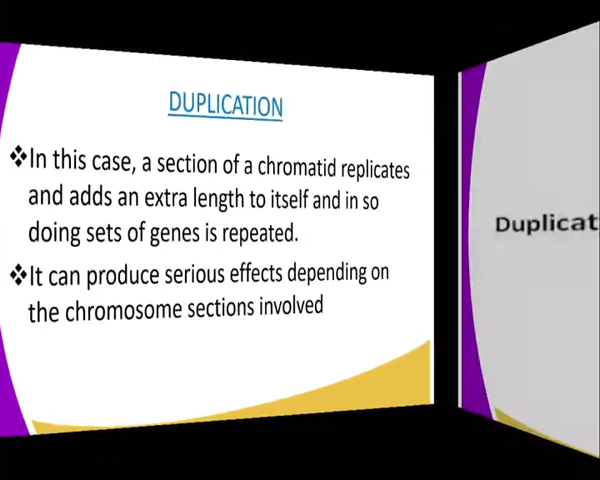 DUPLICATION
❖In this case, a section of a chromatid replicates
and adds an extra length to itself and in so
doing sets of genes is repeated.
❖It can produce serious effects depending on
the chromosome sections involved
Duplicat